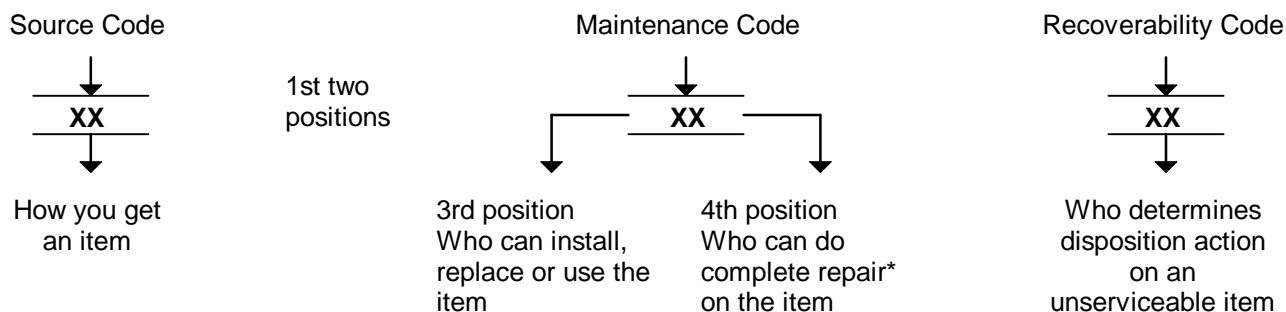 Source Code
Maintenance Code
Recoverability Code
XX
1st two
positions
XX
XX
How you get
an item
3rd position
Who can install,
replace or use the
item
4th position
Who can do
complete repair*
on the item
Who determines
disposition action
on an
unserviceable item